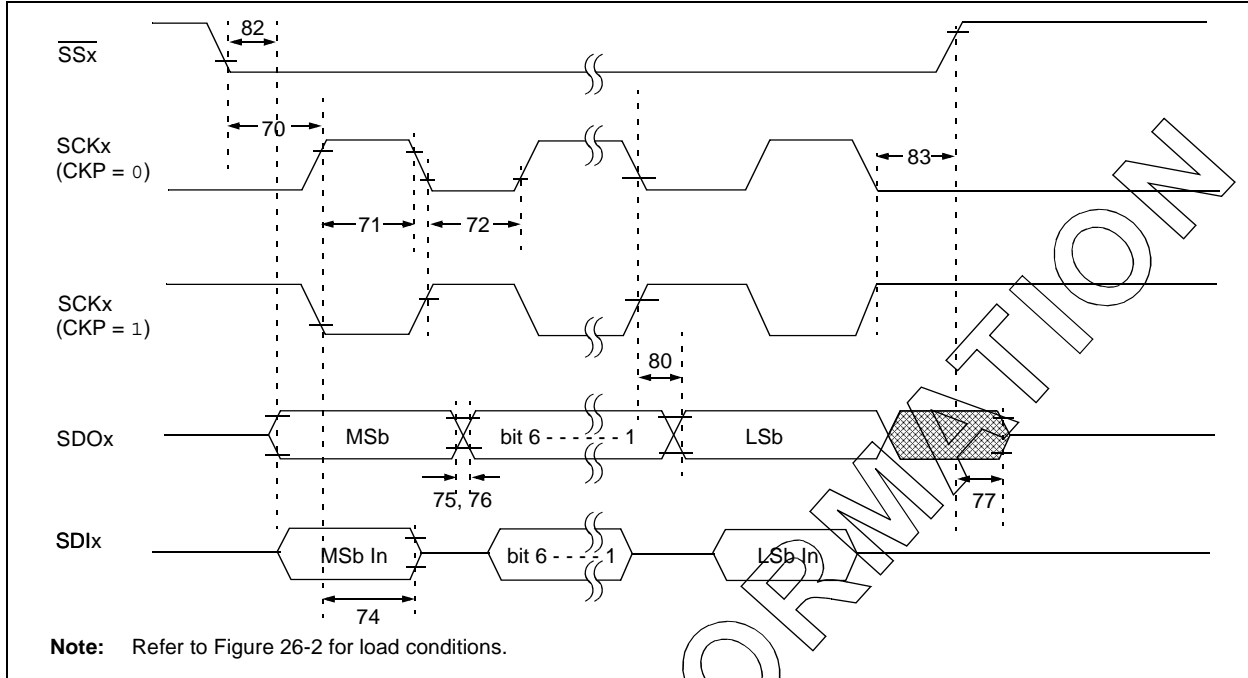 82
SSx
70
SCKx
(CKP = 0)
83
71
72
SCKx
(CKP = 1)
80
SDOx
MSb
bit 6 - - - - - - 1
LSb
75, 76
77
SDIx
MSb In
bit 6 - - - - 1
LSb In
74
Note: Refer to Figure 26-2 for load conditions.
ORMATION